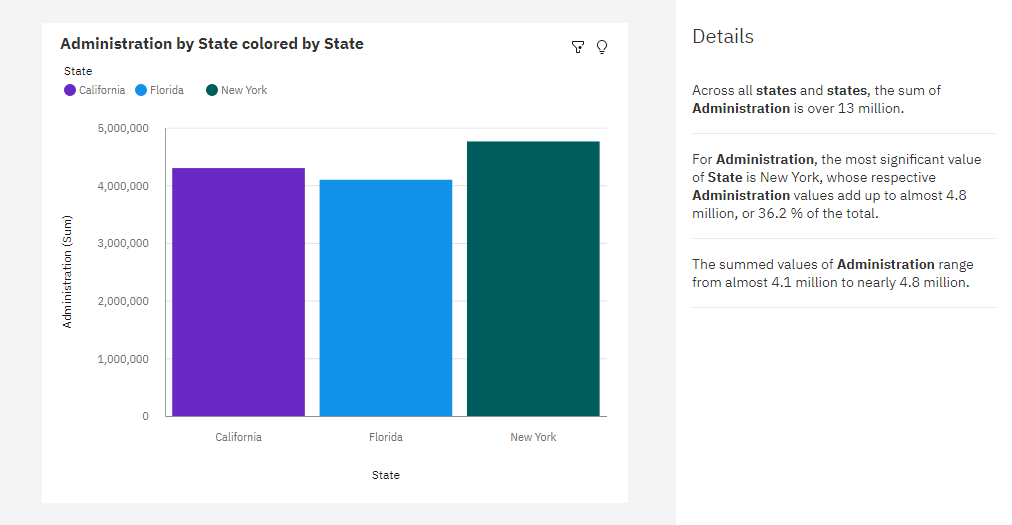 Administration by State colored by State
State
California Florida New York
5,000,000
4,000,000
3,000,000
2,000,000
1,000,000
0
Administration (Sum)
California Florida New York
State
Details
Across all states and states, the sum of
Administration is over 13 million.
For Administration, the most significant value
of State is New York, whose respective
Administration values add up to almost 4.8
million, or 36.2 % of the total.
The summed values of Administration range
from almost 4.1 million to nearly 4.8 million.